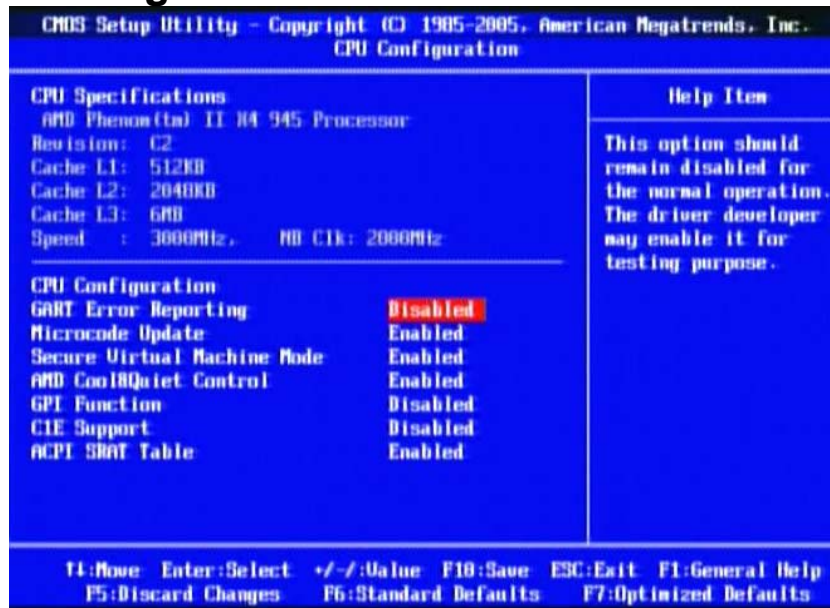 CMOS Setup Utility - Copyright (C) 1985-2005, American Megatrends, Inc.
CPU Configuration
CPU Specifications
AMD Phenom(tm) II X4 945 Processor
Revision: C2
Cache L1: 512KB
Cache L2: 2048KB
Cache L3: 6MB
Speed : 3000MHz, NB Clk: 2000MHz
CPU Configuration
GART Error Reporting Disabled
Microcode Update Enabled
Secure Virtual Machine Mode Enabled
AMD Cool&Quiet Control Enabled
GPI Function Disabled
C1E Support Disabled
ACPI SRAT Table Enabled
Help Item
This option should
remain disabled for
the normal operation.
The driver developer
may enable it for
testing purpose.
↑↓:Move Enter:Select +/-/:Value F10:Save ESC:Exit F1:General Help
F5:Discard Changes F6:Standard Defaults F7:Optimized Defaults